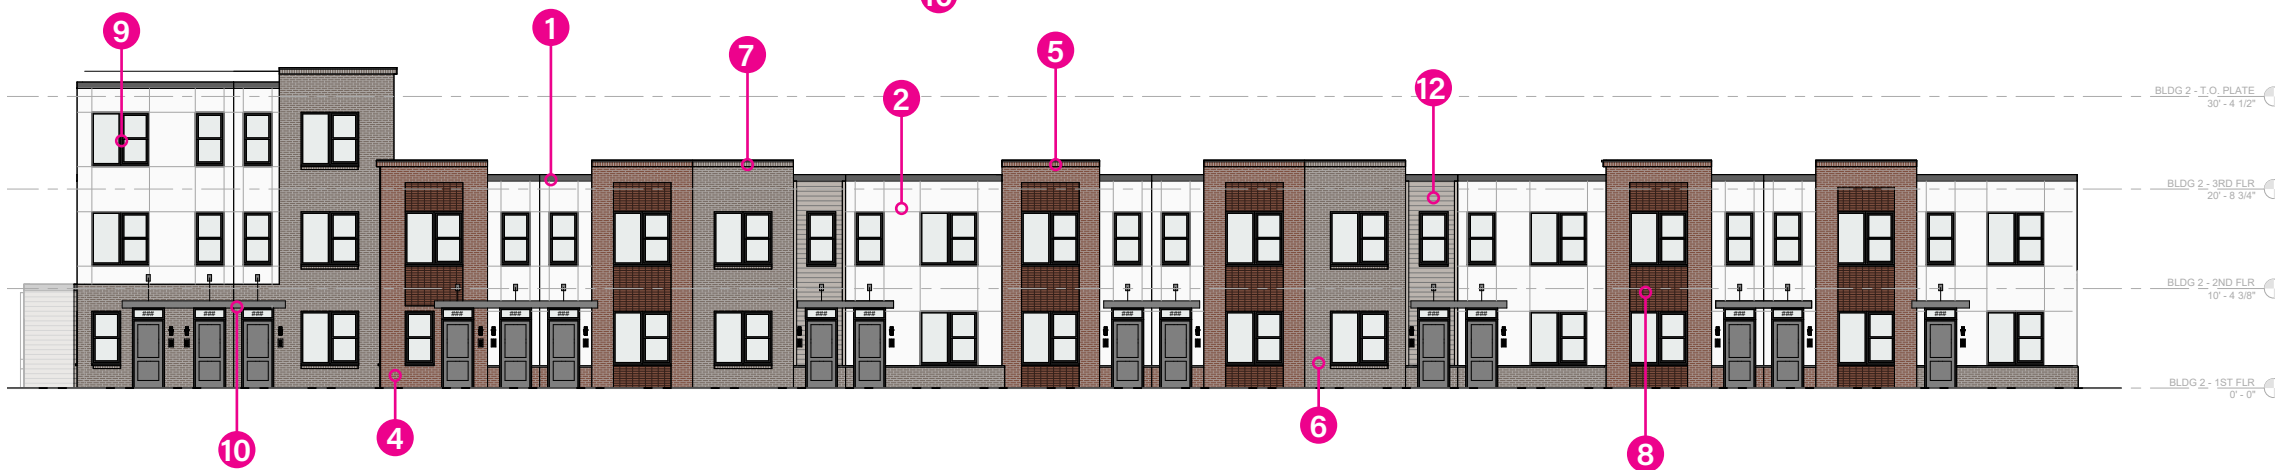 10
9
1
7
5
2
12
BLDG 2 - T.O. PLATE
30' - 4 1/2"
BLDG 2 - 3RD FLR
20' - 8 3/4"
BLDG 2 - 2ND FLR
10' - 4 3/8"
### ### ### ### ### ### ### ### ### ### ### ### ### ### ###
BLDG 2 - 1ST FLR
0' - 0"
10
4
6
8